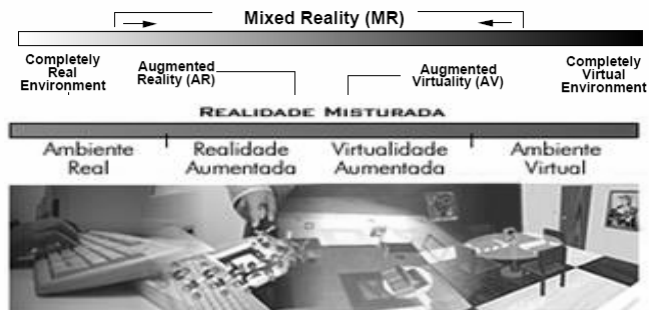 Mixed Reality (MR)
Completely
Real
Environment
Augmented
Reality (AR)
Augmented
Virtuality (AV)
Completely
Virtual
Environment
REALIDADE MISTURADA
Ambiente
Real
Realidade
Aumentada
Virtualidade
Aumentada
Ambiente
Virtual